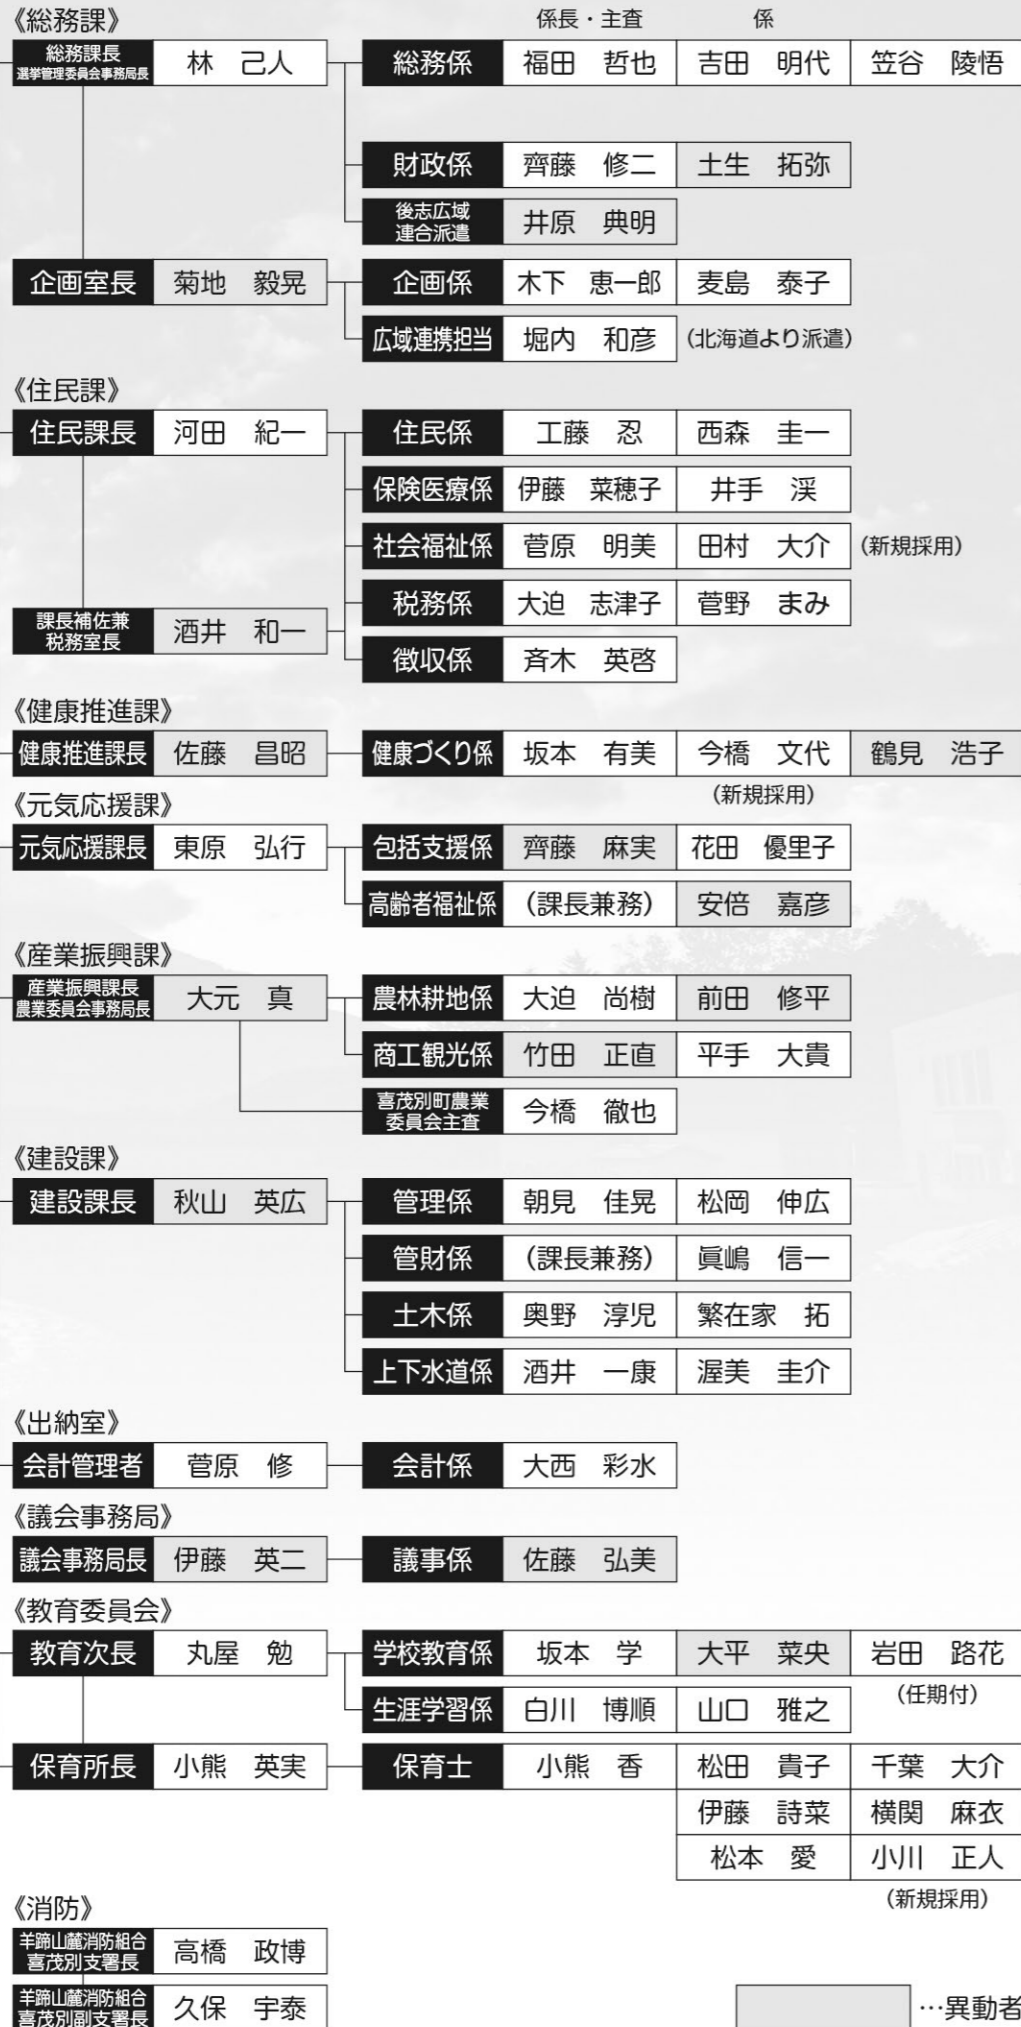 《総務課》 係長・主査 係
総務課長 選挙管理委員会事務局長 林 己人 総務係 福田 哲也 吉田 明代 笠谷 陵悟
財政係 齊藤 修二 土生 拓弥
後志広域連合派遣 井原 典明
企画室長 菊地 毅晃 企画係 木下 恵一郎 麦島 泰子
広域連携担当 堀内 和彦 (北海道より派遣)
《住民課》
住民課長 河田 紀一 住民係 工藤 忍 西森 圭一
保険医療係 伊藤 菜穂子 井手 渓
社会福祉係 菅原 明美 田村 大介 (新規採用)
税務係 大迫 志津子 菅野 まみ
課長補佐兼税務室長 酒井 和一
徴収係 斉木 英啓
《健康推進課》
健康推進課長 佐藤 昌昭 健康づくり係 坂本 有美 今橋 文代 鶴見 浩子
(新規採用)
《元気応援課》
元気応援課長 東原 弘行 包括支援係 齊藤 麻実 花田 優里子
高齢者福祉係 (課長兼務) 安倍 嘉彦
《産業振興課》
産業振興課長 農業委員会事務局長 大元 真 農林耕地係 大迫 尚樹 前田 修平
商工観光係 竹田 正直 平手 大貴
喜茂別町農業委員会主査 今橋 徹也
《建設課》
建設課長 秋山 英広 管理係 朝見 佳晃 松岡 伸広
管財係 (課長兼務) 眞嶋 信一
土木係 奥野 淳児 繁在家 拓
上下水道係 酒井 一康 渥美 圭介
《出納室》
会計管理者 菅原 修 会計係 大西 彩水
《議会事務局》
議会事務局長 伊藤 英二 議事係 佐藤 弘美
《教育委員会》
教育次長 丸屋 勉 学校教育係 坂本 学 大平 菜央 岩田 路花
(任期付)
生涯学習係 白川 博順 山口 雅之
保育所長 小熊 英実 保育士 小熊 香 松田 貴子 千葉 大介
伊藤 詩菜 横関 麻衣
松本 愛 小川 正人
(新規採用)
《消防》
羊蹄山麓消防組合喜茂別支署長 高橋 政博
羊蹄山麓消防組合喜茂別副支署長 久保 宇泰
…異動者